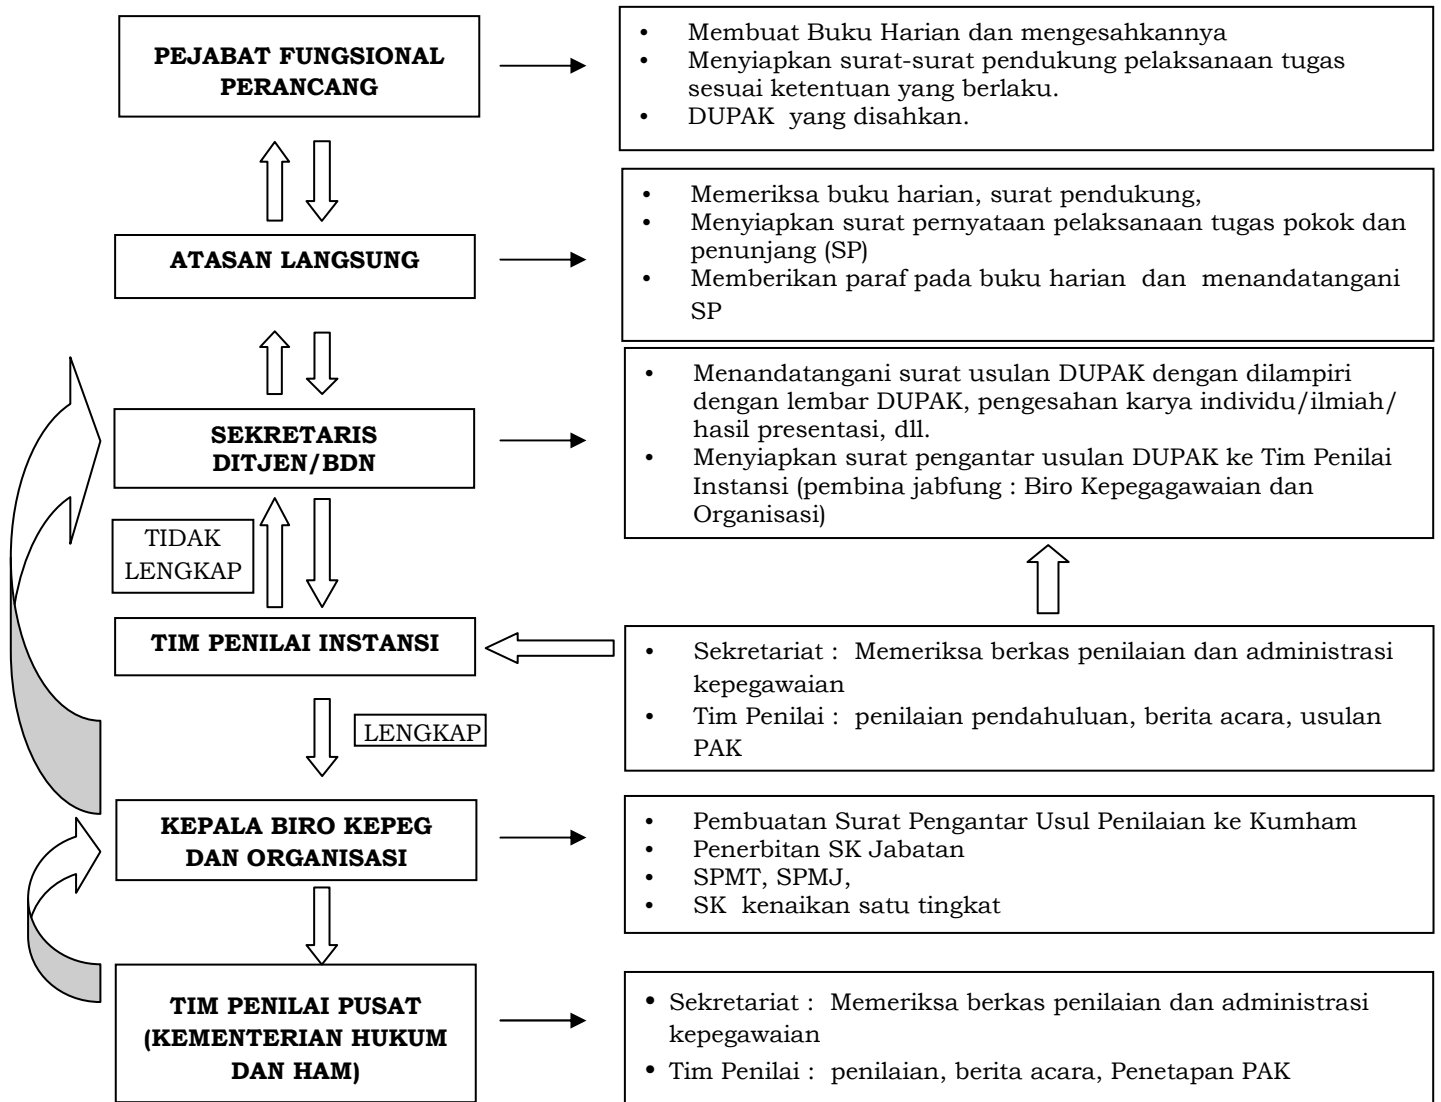 PEJABAT FUNGSIONAL
PERANCANG
• Membuat Buku Harian dan mengesahkannya
• Menyiapkan surat-surat pendukung pelaksanaan tugas
sesuai ketentuan yang berlaku.
• DUPAK yang disahkan.
ATASAN LANGSUNG
• Memeriksa buku harian, surat pendukung,
• Menyiapkan surat pernyataan pelaksanaan tugas pokok dan
penunjang (SP)
• Memberikan paraf pada buku harian dan menandatangani
SP
SEKRETARIS
DITJEN/BDN
• Menandatangani surat usulan DUPAK dengan dilampiri
dengan lembar DUPAK, pengesahan karya individu/ilmiah/
hasil presentasi, dll.
• Menyiapkan surat pengantar usulan DUPAK ke Tim Penilai
Instansi (pembina jabfung : Biro Kepegagawaian dan
Organisasi)
TIDAK
LENGKAP
TIM PENILAI INSTANSI
• Sekretariat : Memeriksa berkas penilaian dan administrasi
kepegawaian
• Tim Penilai : penilaian pendahuluan, berita acara, usulan
PAK
LENGKAP
KEPALA BIRO KEPEG
DAN ORGANISASI
• Pembuatan Surat Pengantar Usul Penilaian ke Kumham
• Penerbitan SK Jabatan
• SPMT, SPMJ,
• SK kenaikan satu tingkat
TIM PENILAI PUSAT
(KEMENTERIAN HUKUM
DAN HAM)
• Sekretariat : Memeriksa berkas penilaian dan administrasi
kepegawaian
• Tim Penilai : penilaian, berita acara, Penetapan PAK